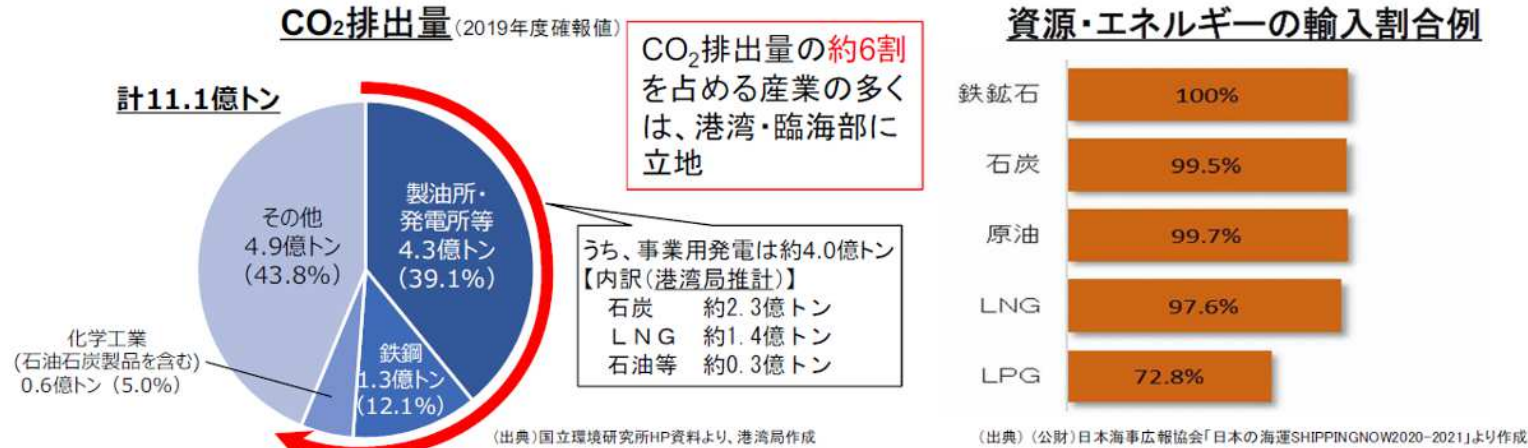 CO₂排出量(2019年度確報値)
計11.1億トン
製油所・
発電所等
4.3億トン
(39.1%)
鉄鋼
1.3億トン
(12.1%)
化学工業
(石油石炭製品を含む)
0.6億トン (5.0%)
その他
4.9億トン
(43.8%)
CO₂排出量の約6割
を占める産業の多く
は、港湾・臨海部に
立地
うち、事業用発電は約4.0億トン
【内訳(港湾局推計)】
石炭 約2.3億トン
LNG 約1.4億トン
石油等 約0.3億トン
(出典)国立環境研究所HP資料より、港湾局作成
資源・エネルギーの輸入割合例
鉄鉱石 100%
石炭 99.5%
原油 99.7%
LNG 97.6%
LPG 72.8%
(出典)(公財)日本海事広報協会「日本の海運SHIPPINGNOW2020-2021」より作成